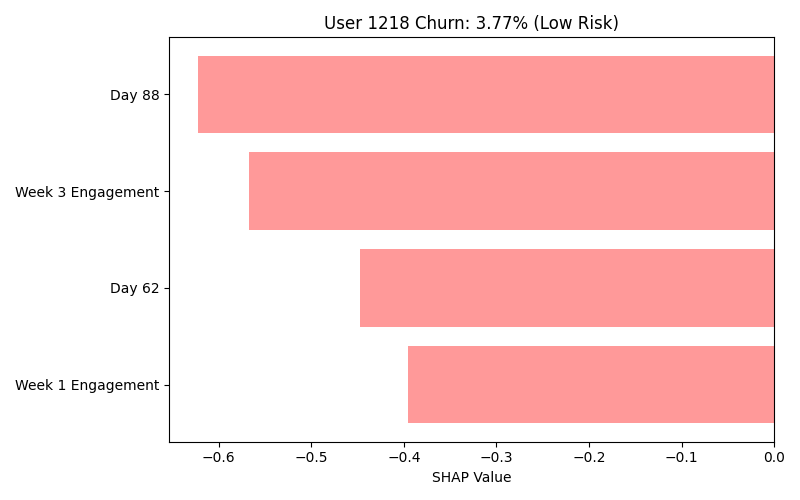 User 1218 Churn: 3.77% (Low Risk)
Day 88
Week 3 Engagement
Day 62
Week 1 Engagement
−0.6 −0.5 −0.4 −0.3 −0.2 −0.1 0.0
SHAP Value